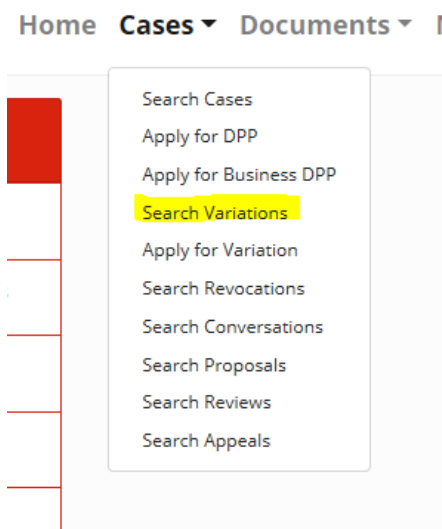 Home Cases Documents
Search Cases
Apply for DPP
Apply for Business DPP
Search Variations
Apply for Variation
Search Revocations
Search Conversations
Search Proposals
Search Reviews
Search Appeals